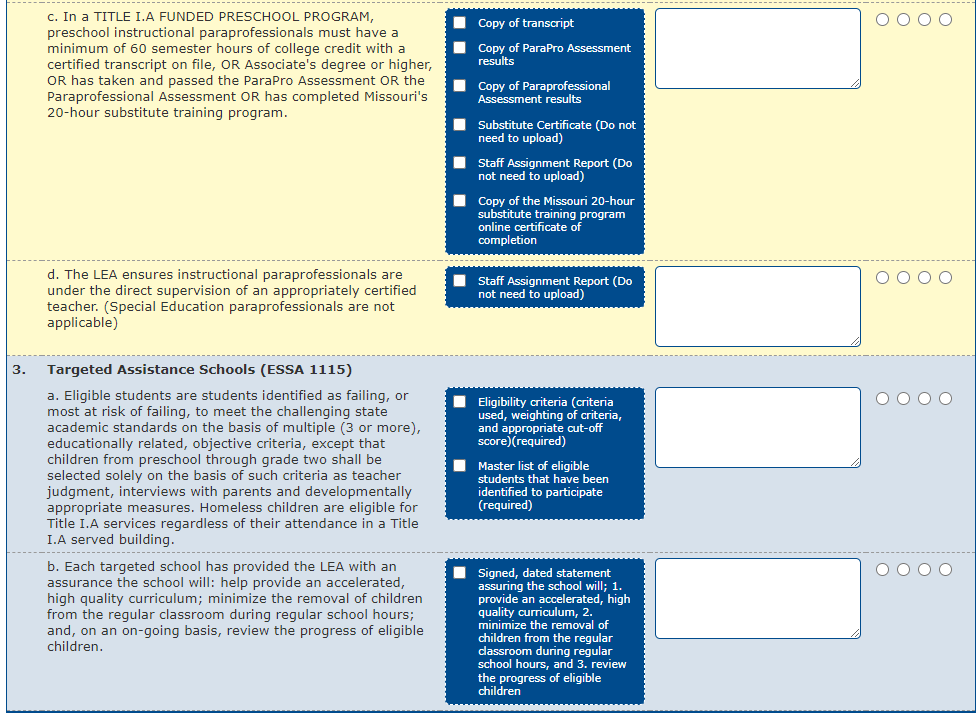 c. In a TITLE I.A FUNDED PRESCHOOL PROGRAM,
preschool instructional paraprofessionals must have a
minimum of 60 semester hours of college credit with a
certified transcript on file, OR Associate's degree or higher,
OR has taken and passed the ParaPro Assessment OR the
Paraprofessional Assessment OR has completed Missouri's
20-hour substitute training program.
Copy of transcript
Copy of ParaPro Assessment
results
Copy of Paraprofessional
Assessment results
Substitute Certificate (Do not
need to upload)
Staff Assignment Report (Do
not need to upload)
Copy of the Missouri 20-hour
substitute training program
online certificate of
completion
d. The LEA ensures instructional paraprofessionals are
under the direct supervision of an appropriately certified
teacher. (Special Education paraprofessionals are not
applicable)
Staff Assignment Report (Do
not need to upload)
3. Targeted Assistance Schools (ESSA 1115)
a. Eligible students are students identified as failing, or
most at risk of failing, to meet the challenging state
academic standards on the basis of multiple (3 or more),
educationally related, objective criteria, except that
children from preschool through grade two shall be
selected solely on the basis of such criteria as teacher
judgment, interviews with parents and developmentally
appropriate measures. Homeless children are eligible for
Title I.A services regardless of their attendance in a Title
I.A served building.
Eligibility criteria (criteria
used, weighting of criteria,
and appropriate cut-off
score)(required)
Master list of eligible
students that have been
identified to participate
(required)
b. Each targeted school has provided the LEA with an
assurance the school will: help provide an accelerated,
high quality curriculum; minimize the removal of children
from the regular classroom during regular school hours;
and, on an on-going basis, review the progress of eligible
children.
Signed, dated statement
assuring the school will; 1.
provide an accelerated, high
quality curriculum, 2.
minimize the removal of
children from the regular
classroom during regular
school hours, and 3. review
the progress of eligible
children